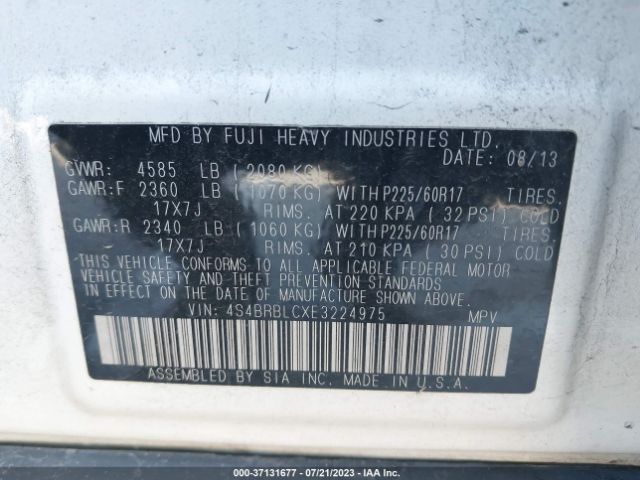 MFD BY FUJI HEAVY INDUSTRIES LTD.
DATE: 08/13
GVWR: 4585 LB (2080 KG)
GAWR:F 2360 LB (1070 KG) WITH P225/60R17 TIRES.
17X7J RIMS. AT 220 KPA (32 PSI) COLD
GAWR:R 2340 LB (1060 KG) WITH P225/60R17 TIRES.
17X7J RIMS. AT 210 KPA (30 PSI) COLD
THIS VEHICLE CONFORMS TO ALL APPLICABLE FEDERAL MOTOR
VEHICLE SAFETY AND THEFT PREVENTION STANDARDS
IN EFFECT ON THE DATE OF MANUFACTURE SHOWN ABOVE.
VIN: 4S4BRBLCXE3224975 MPV
ASSEMBLED BY SIA INC. MADE IN U.S.A.
000-37131677 - 07/21/2023 - IAA Inc.